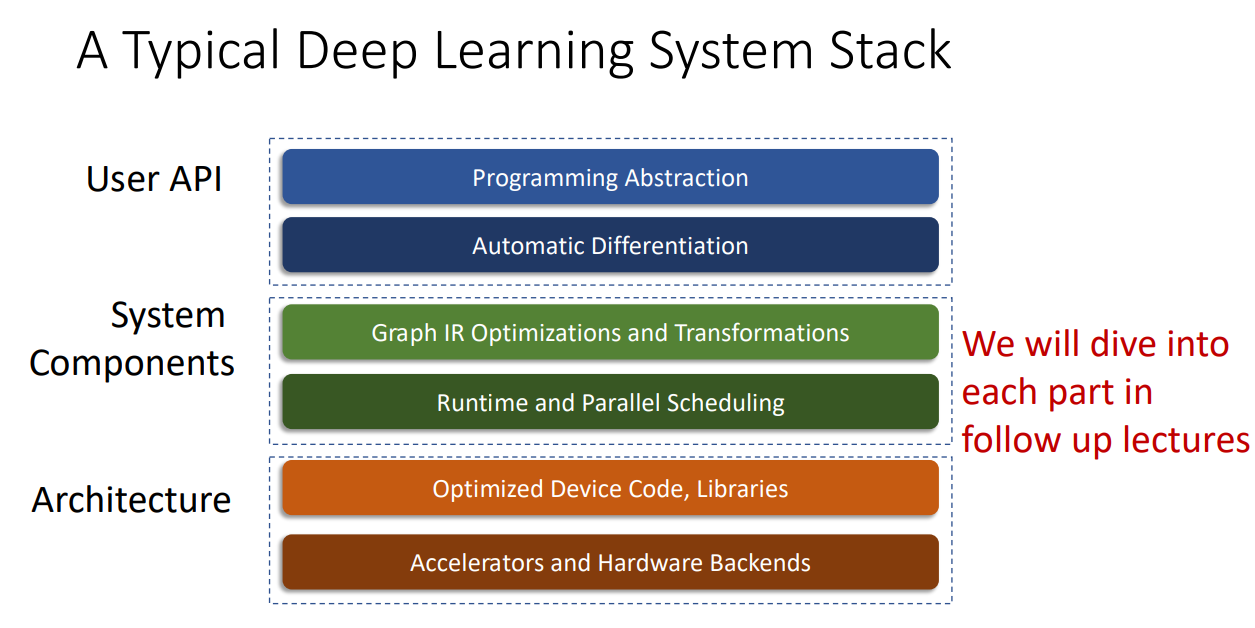 A Typical Deep Learning System Stack
User API
Programming Abstraction
Automatic Differentiation
System
Components
Graph IR Optimizations and Transformations
Runtime and Parallel Scheduling
We will dive into
each part in
follow up lectures
Architecture
Optimized Device Code, Libraries
Accelerators and Hardware Backends